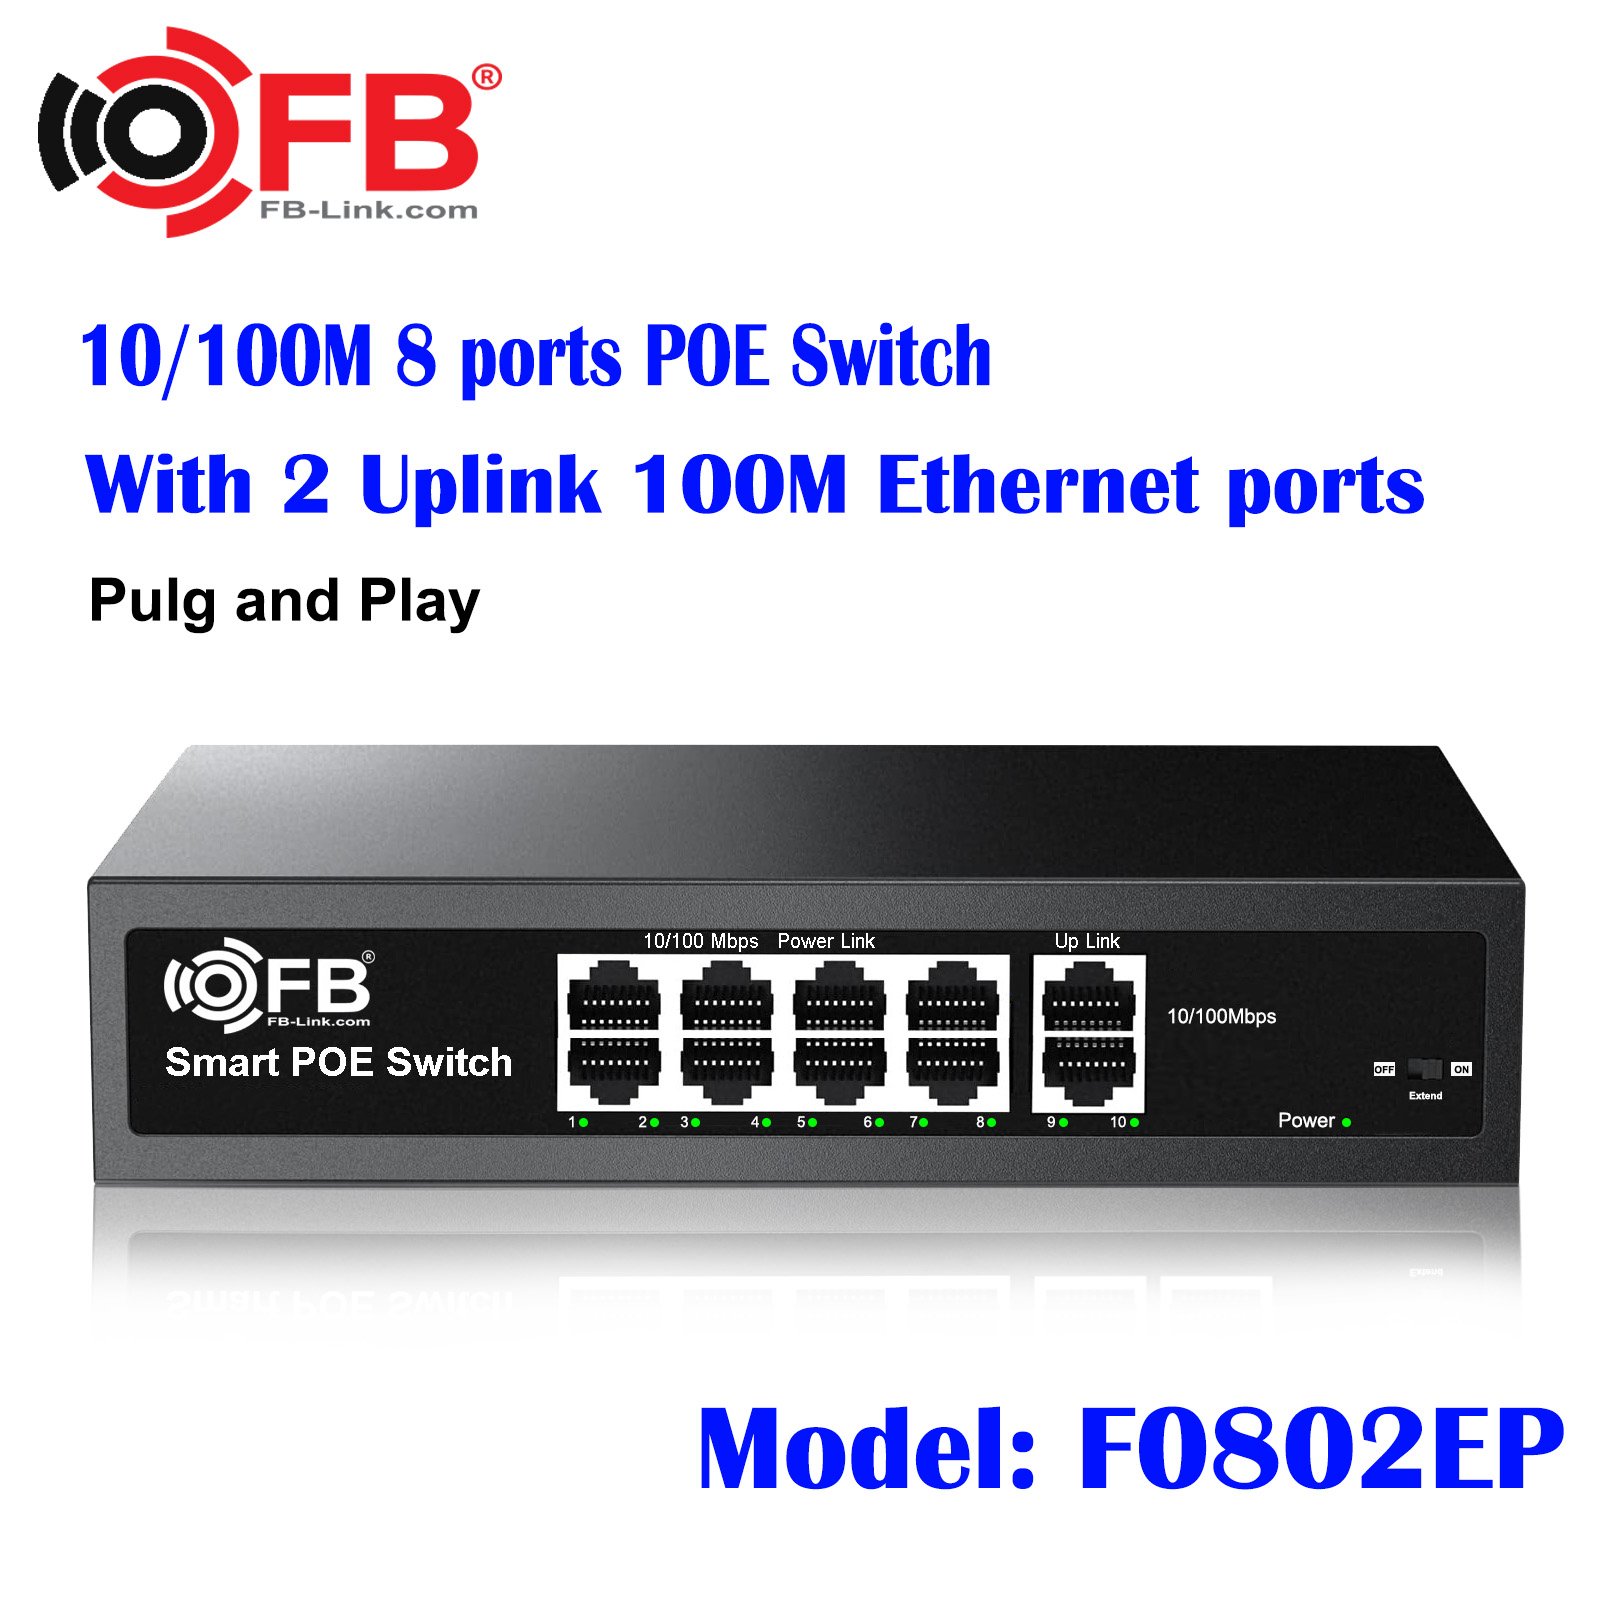 FB®
FB-Link.com
10/100M 8 ports POE Switch
With 2 Uplink 100M Ethernet ports
Pulg and Play
10/100 Mbps Power Link
Up Link
FB®
FB-Link.com
Smart POE Switch
10/100Mbps
OFF ON
Extend
Power
1 2 3 4 5 6 7 8 9 10
Model: F0802EP